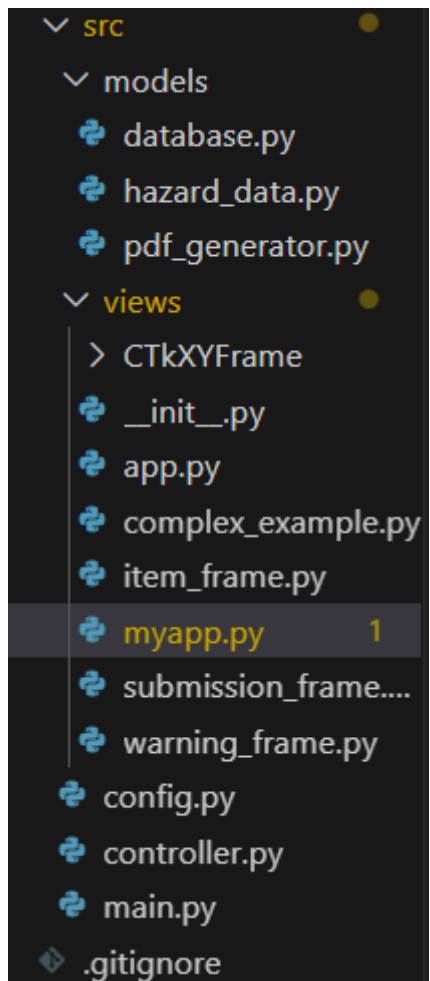 src
models
database.py
hazard_data.py
pdf_generator.py
views
CTkXYFrame
__init__.py
app.py
complex_example.py
item_frame.py
myapp.py 1
submission_frame....
warning_frame.py
config.py
controller.py
main.py
.gitignore